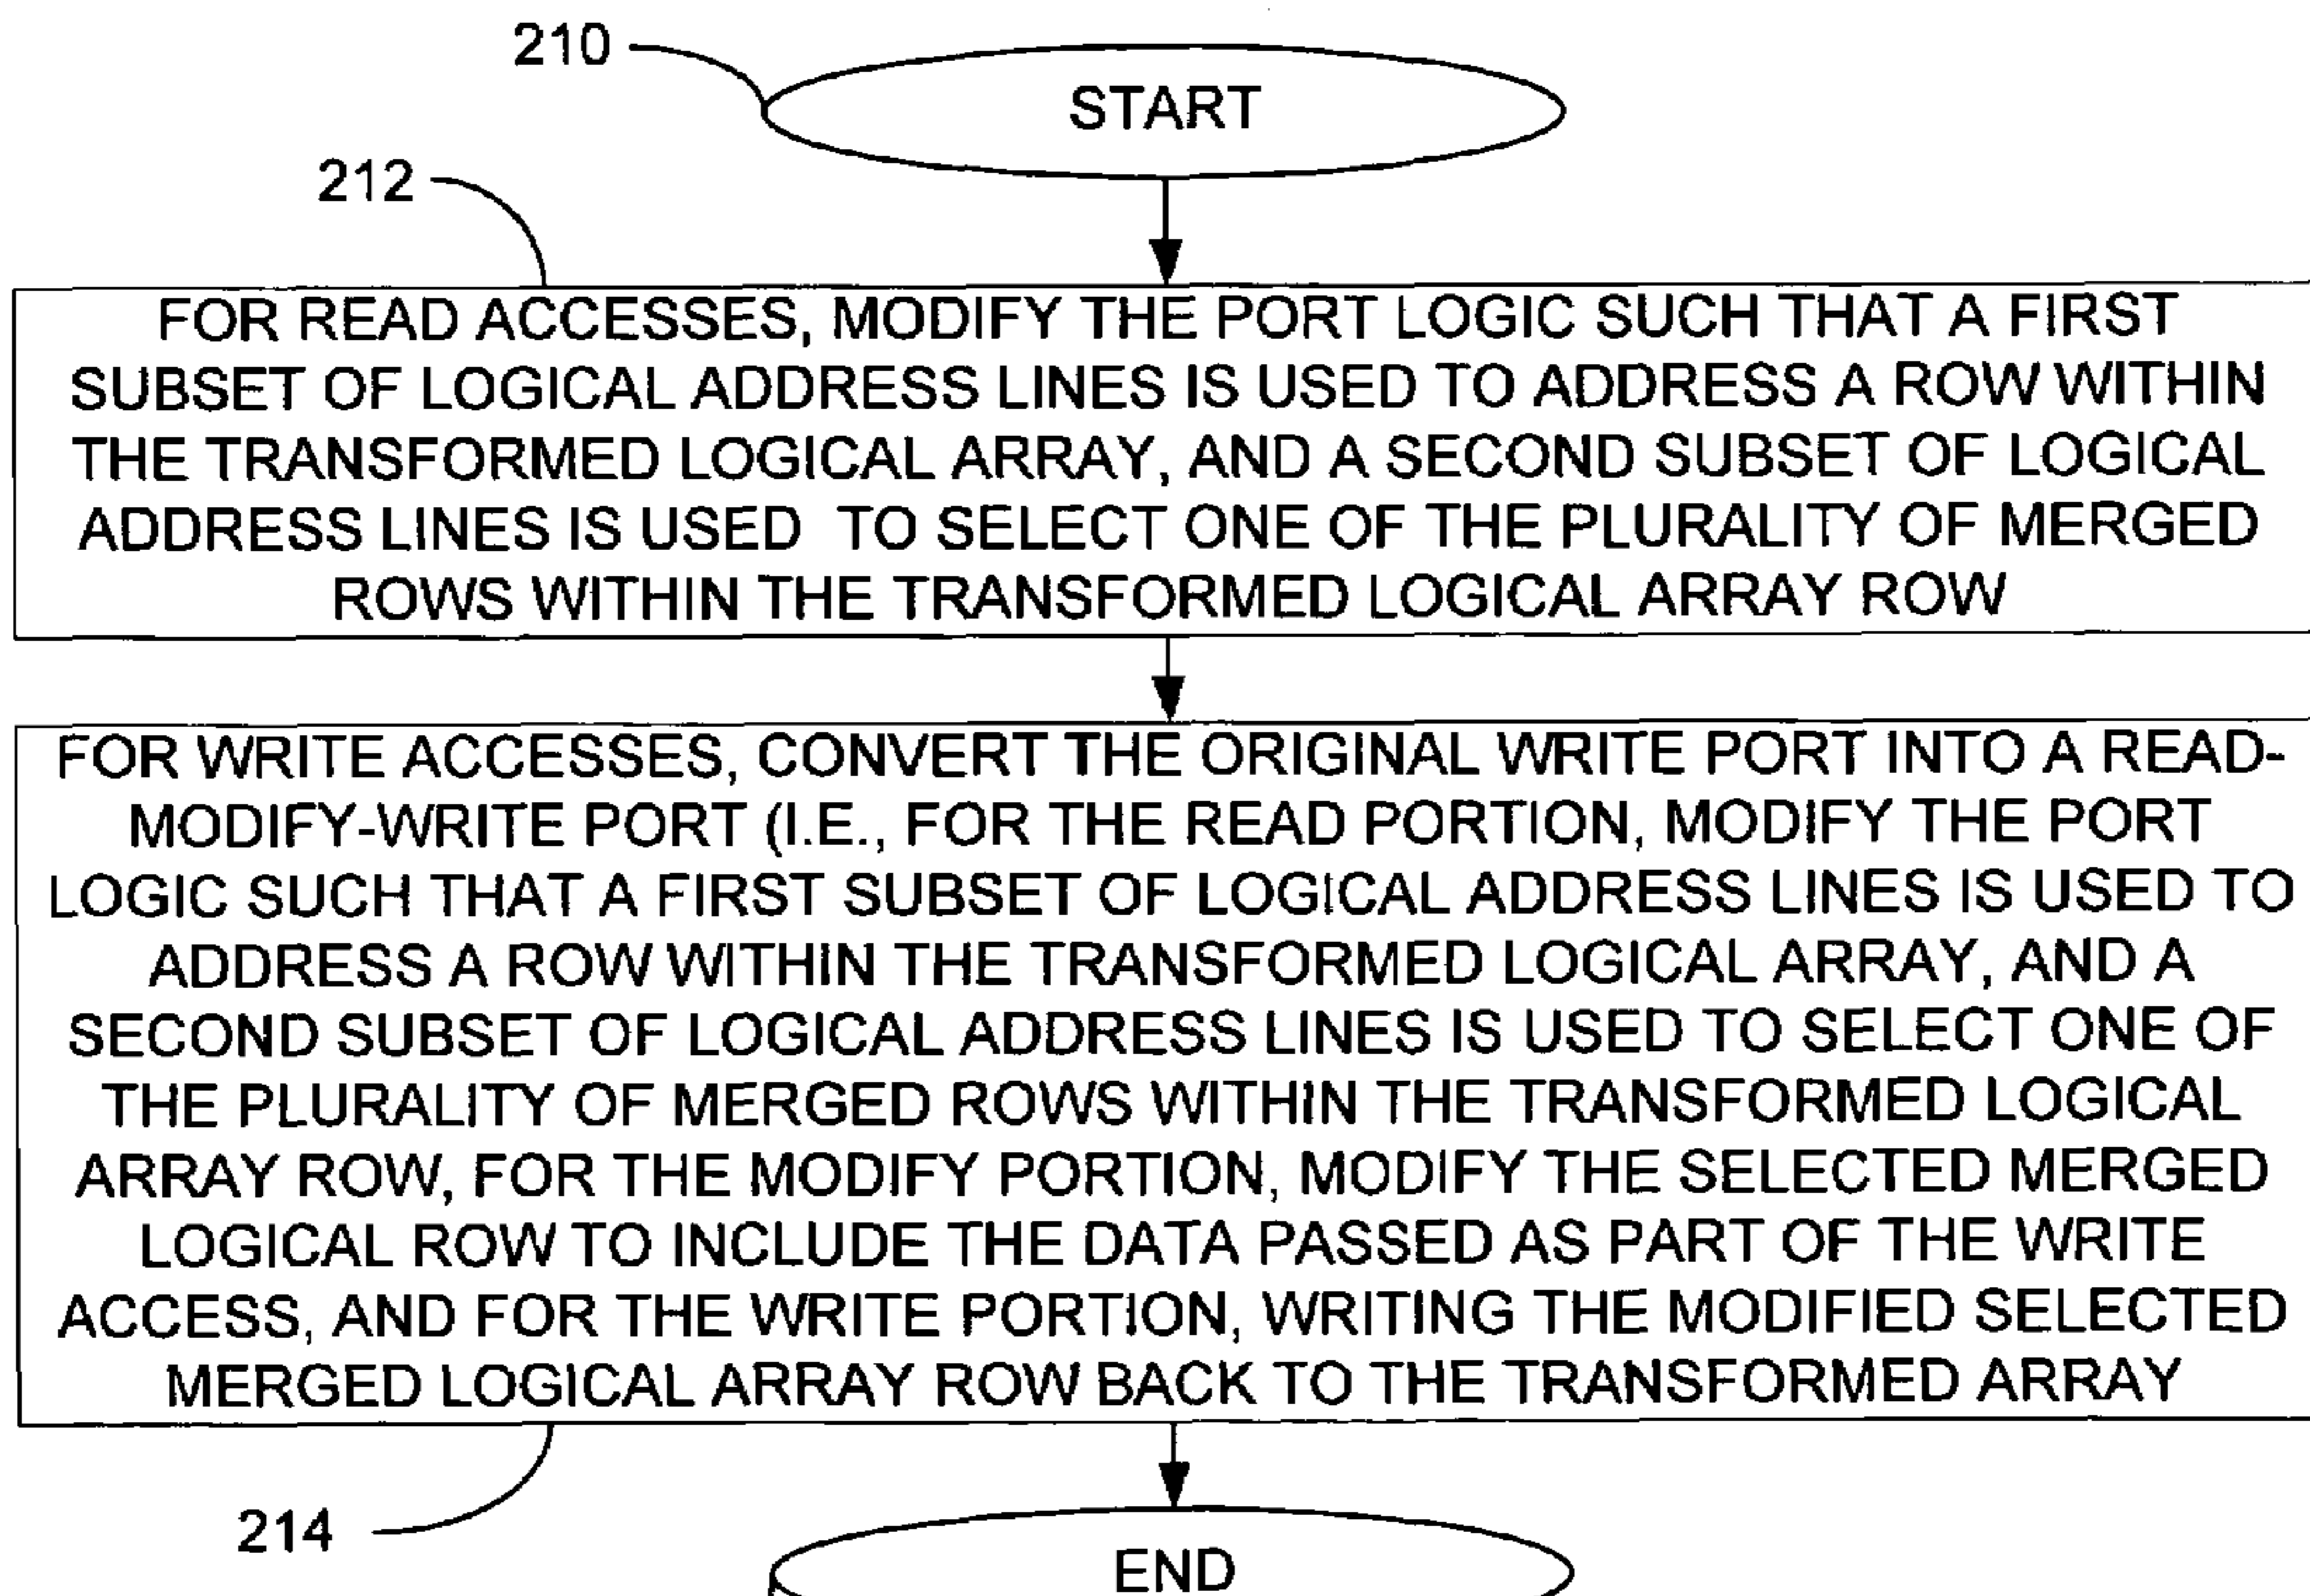 210
START
212
FOR READ ACCESSES, MODIFY THE PORT LOGIC SUCH THAT A FIRST
SUBSET OF LOGICAL ADDRESS LINES IS USED TO ADDRESS A ROW WITHIN
THE TRANSFORMED LOGICAL ARRAY, AND A SECOND SUBSET OF LOGICAL
ADDRESS LINES IS USED TO SELECT ONE OF THE PLURALITY OF MERGED
ROWS WITHIN THE TRANSFORMED LOGICAL ARRAY ROW
FOR WRITE ACCESSES, CONVERT THE ORIGINAL WRITE PORT INTO A READ-
MODIFY-WRITE PORT (I.E., FOR THE READ PORTION, MODIFY THE PORT
LOGIC SUCH THAT A FIRST SUBSET OF LOGICAL ADDRESS LINES IS USED TO
ADDRESS A ROW WITHIN THE TRANSFORMED LOGICAL ARRAY, AND A
SECOND SUBSET OF LOGICAL ADDRESS LINES IS USED TO SELECT ONE OF
THE PLURALITY OF MERGED ROWS WITHIN THE TRANSFORMED LOGICAL
ARRAY ROW, FOR THE MODIFY PORTION, MODIFY THE SELECTED MERGED
LOGICAL ROW TO INCLUDE THE DATA PASSED AS PART OF THE WRITE
ACCESS, AND FOR THE WRITE PORTION, WRITING THE MODIFIED SELECTED
MERGED LOGICAL ARRAY ROW BACK TO THE TRANSFORMED ARRAY
214
END